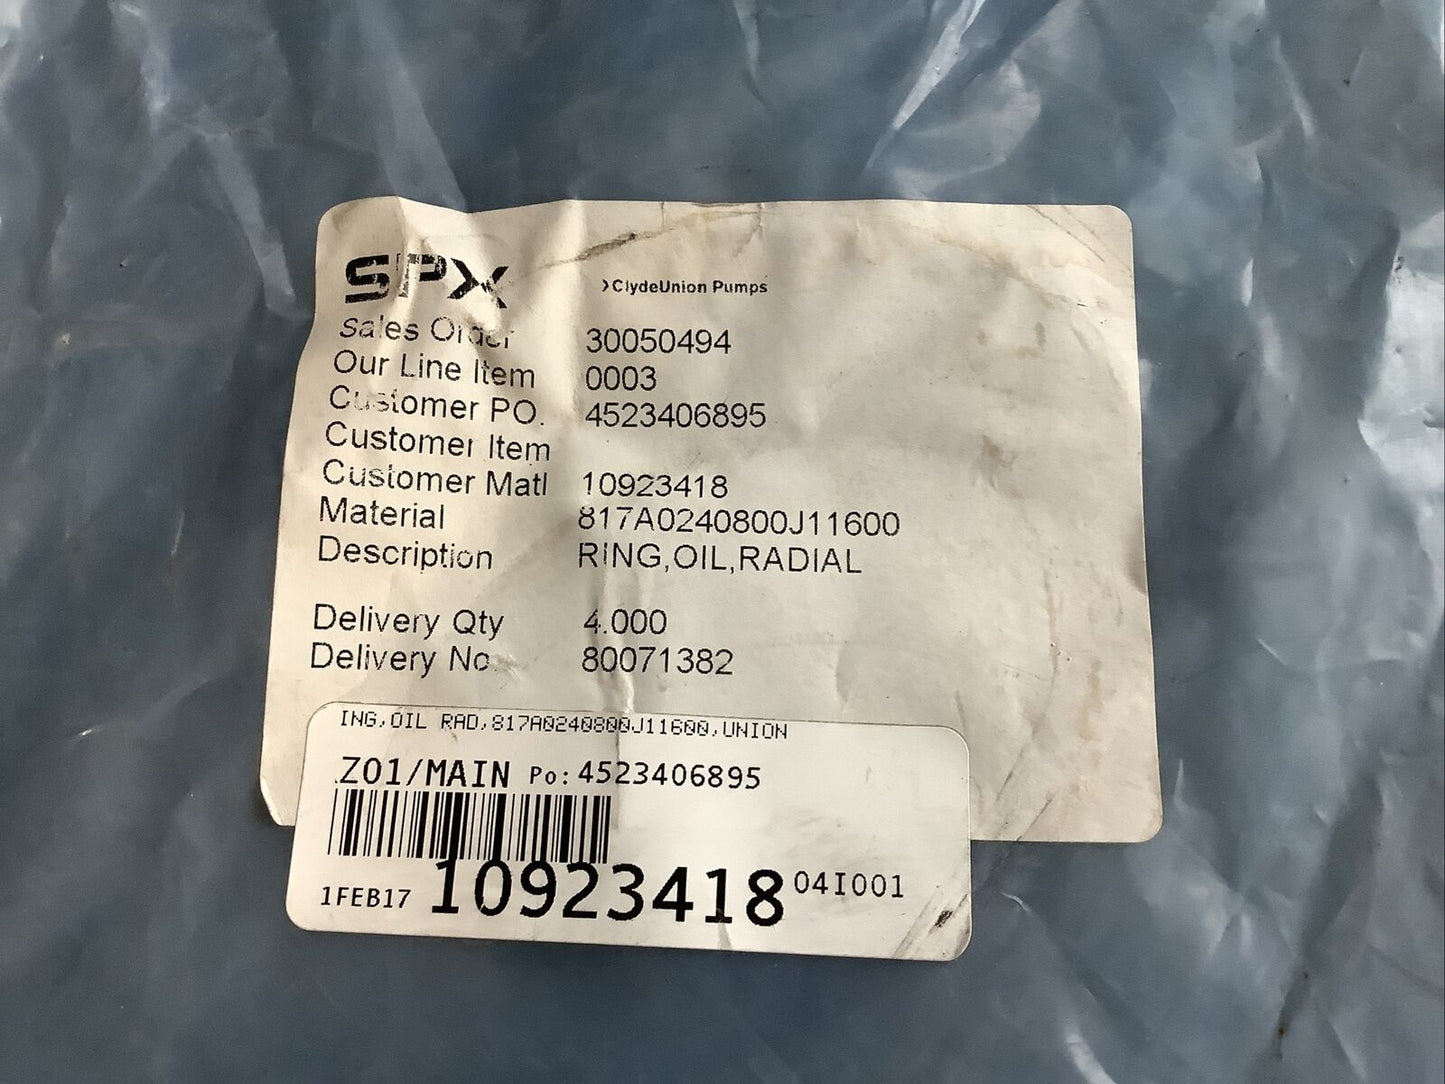 SPX
>ClydeUnion Pumps
Sales Order 30050494
Our Line Item 0003
Customer PO. 4523406895
Customer Item
Customer Matl 10923418
Material 817A0240800J11600
Description RING,OIL,RADIAL
Delivery Qty 4.000
Delivery No. 80071382
ING,OIL RAD,817A0240800J11600,UNION
Z01/MAIN Po:4523406895
1FEB17 10923418 04I001